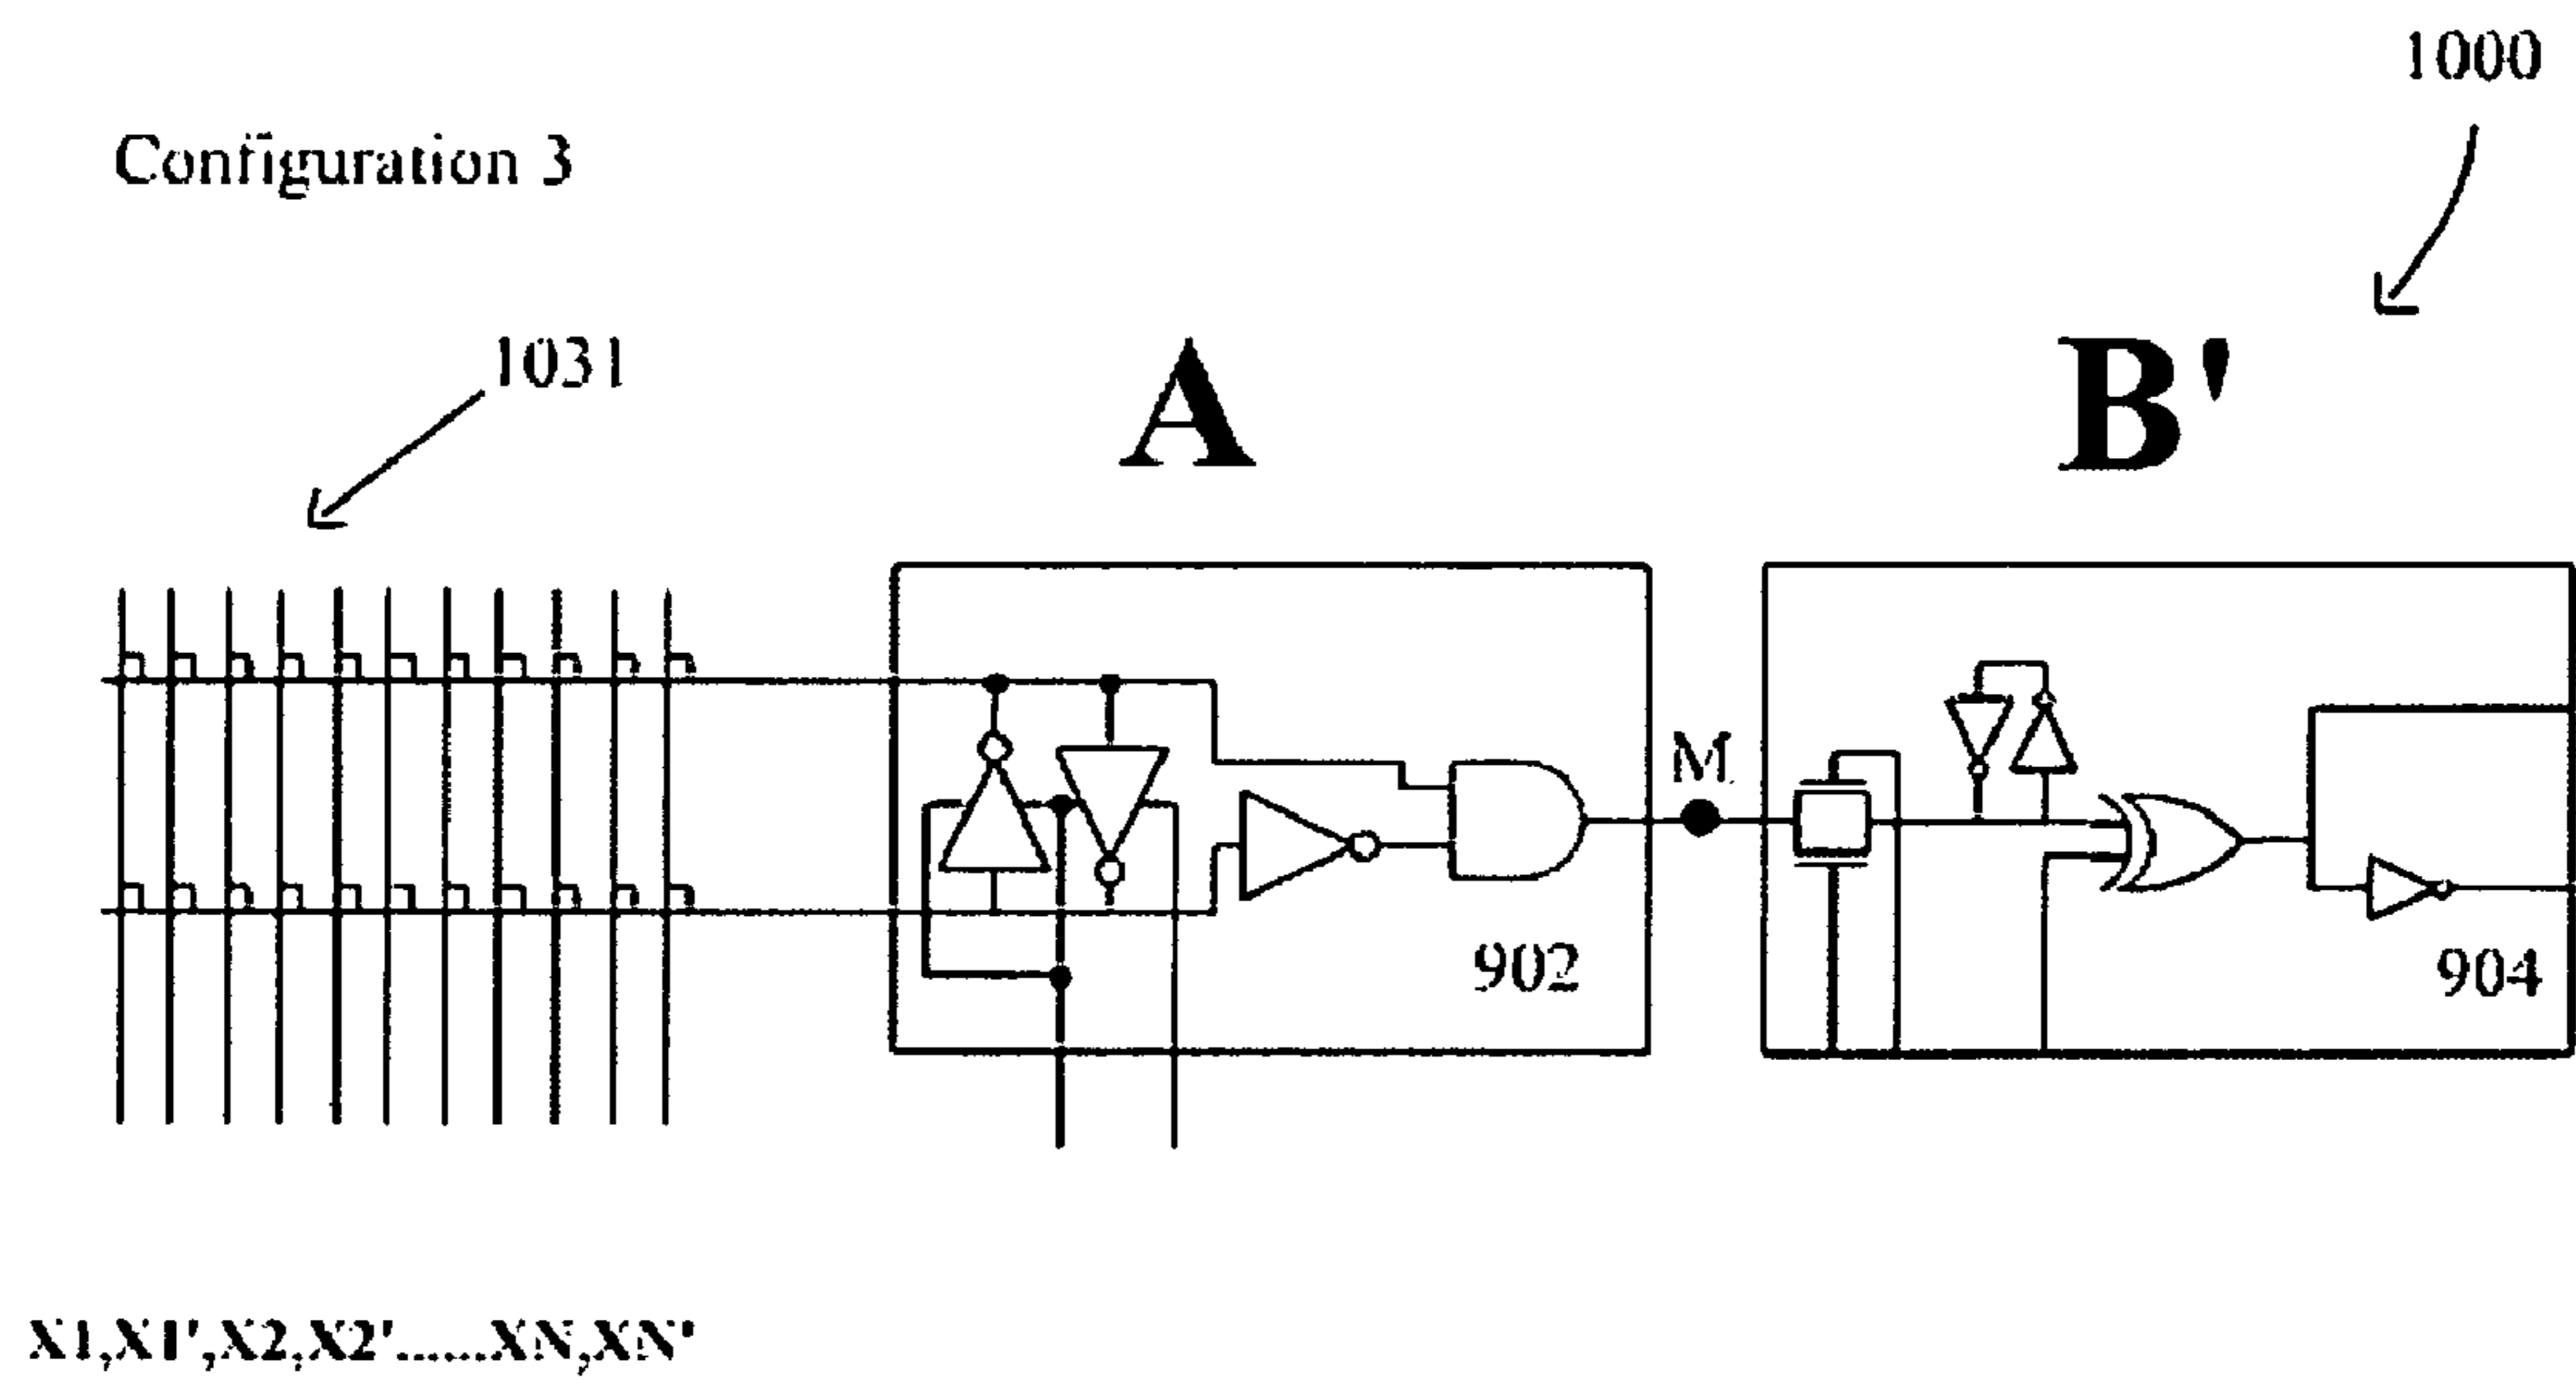 1000
Configuration 3
1031
A
B'
M
902
904
X1,X1',X2,X2'......XN,XN'